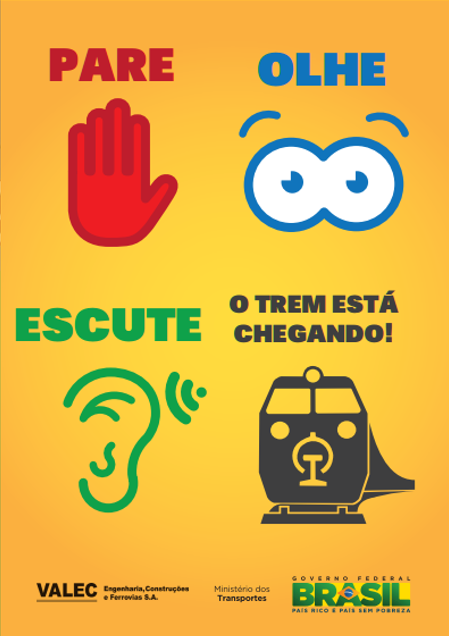 PARE
OLHE
ESCUTE
O TREM ESTÁ
CHEGANDO!
VALEC
Engenharia, Construções
e Ferrovias S.A.
Ministério dos
Transportes
GOVERNO FEDERAL
BRASIL
PAÍS RICO É PAÍS SEM POBREZA